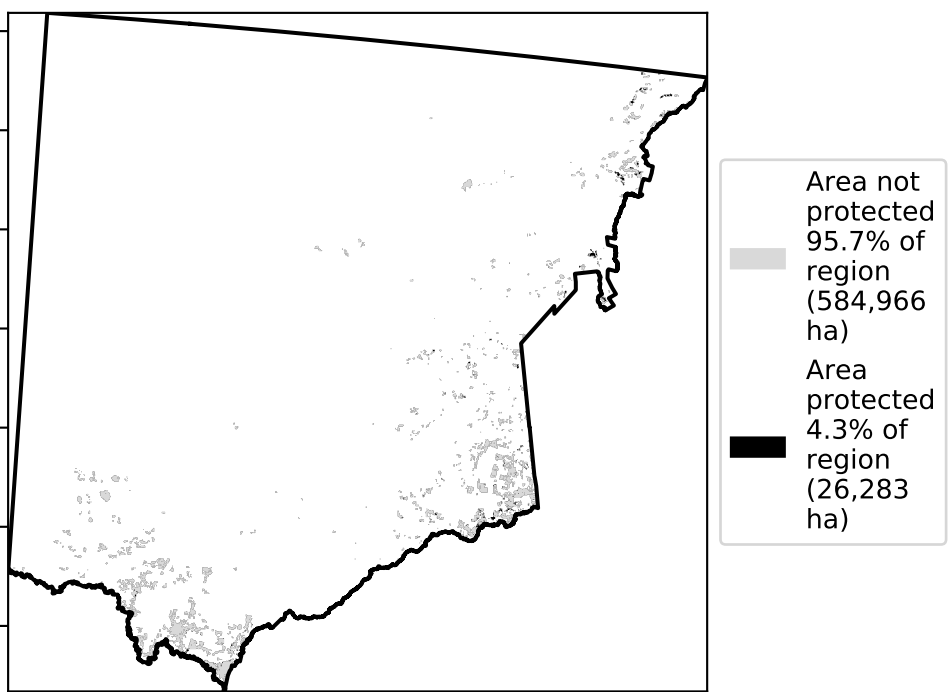 Area not
protected
95.7% of
region
(584,966
ha)
Area
protected
4.3% of
region
(26,283
ha)